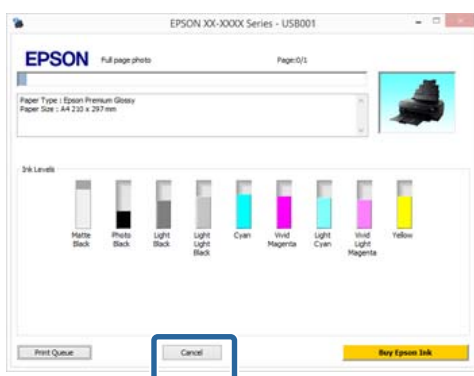 EPSON XX-XXXX Series - USB001
EPSON Full page photo Page:0/1
Paper Type : Epson Premium Glossy
Paper Size : A4 210 x 297 mm
Ink Levels
Matte Black
Photo Black
Light Black
Light Light Black
Cyan
Vivid Magenta
Light Cyan
Vivid Light Magenta
Yellow
Print Queue Cancel Buy Epson Ink